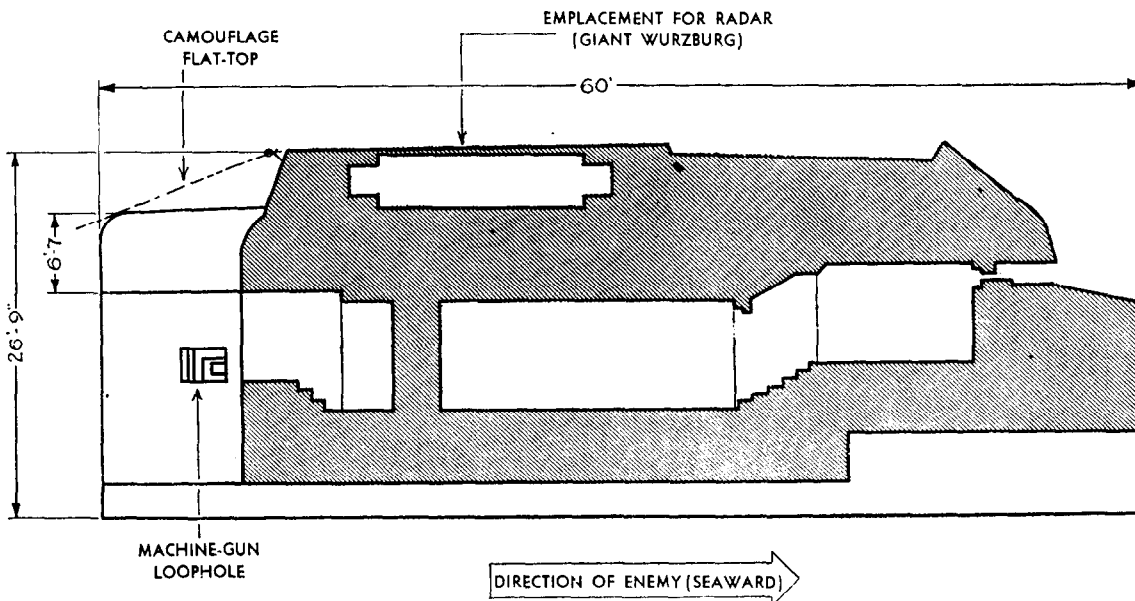 EMPLACEMENT FOR RADAR
(GIANT WURZBURG)
CAMOUFLAGE
FLAT-TOP
60'
6'-7
26'-9"
MACHINE-GUN
LOOPHOLE
DIRECTION OF ENEMY (SEAWARD)